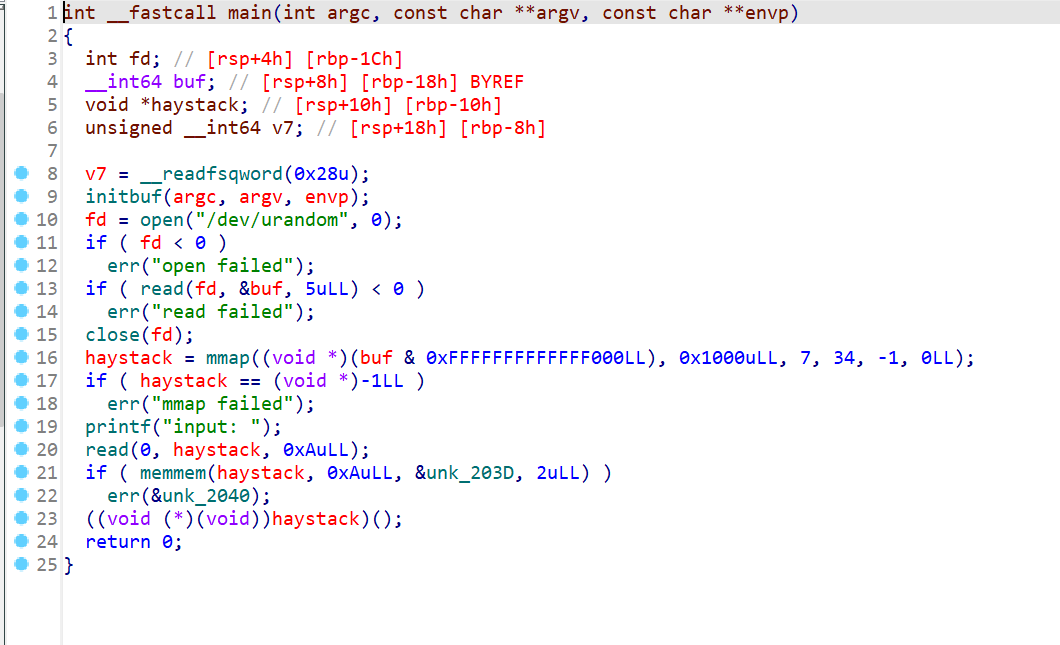 1 int __fastcall main(int argc, const char **argv, const char **envp)
2 {
3   int fd; // [rsp+4h] [rbp-1Ch]
4   __int64 buf; // [rsp+8h] [rbp-18h] BYREF
5   void *haystack; // [rsp+10h] [rbp-10h]
6   unsigned __int64 v7; // [rsp+18h] [rbp-8h]
7
8   v7 = __readfsqword(0x28u);
9   initbuf(argc, argv, envp);
10   fd = open("/dev/urandom", 0);
11   if ( fd < 0 )
12     err("open failed");
13   if ( read(fd, &buf, 5uLL) < 0 )
14     err("read failed");
15   close(fd);
16   haystack = mmap((void *)(buf & 0xFFFFFFFFFFFFF000LL), 0x1000uLL, 7, 34, -1, 0LL);
17   if ( haystack == (void *)-1LL )
18     err("mmap failed");
19   printf("input: ");
20   read(0, haystack, 0xAuLL);
21   if ( memmem(haystack, 0xAuLL, &unk_203D, 2uLL) )
22     err(&unk_2040);
23   ((void (*)(void))haystack)();
24   return 0;
25 }